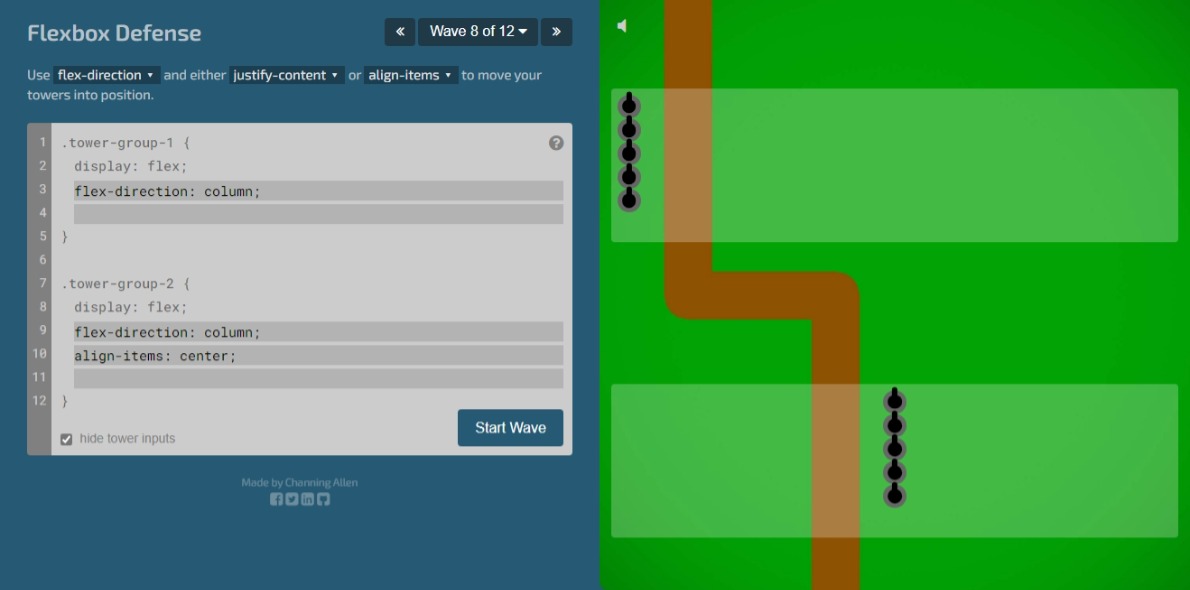 Flexbox Defense
« Wave 8 of 12 »
Use flex-direction and either justify-content or align-items to move your
towers into position.
1 .tower-group-1 {
2 display: flex;
3 flex-direction: column;
4
5 }
6
7 .tower-group-2 {
8 display: flex;
9 flex-direction: column;
10 align-items: center;
11
12 }
Start Wave
hide tower inputs
Made by Channing Allen